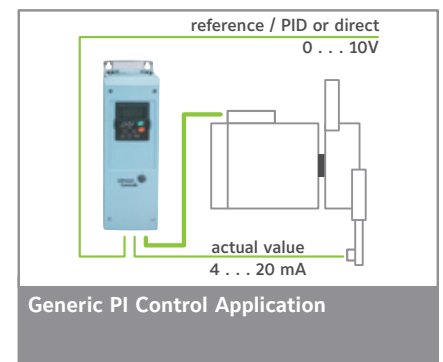 reference / PID or direct
0 . . . 10V
actual value
4 . . . 20 mA
Generic PI Control Application